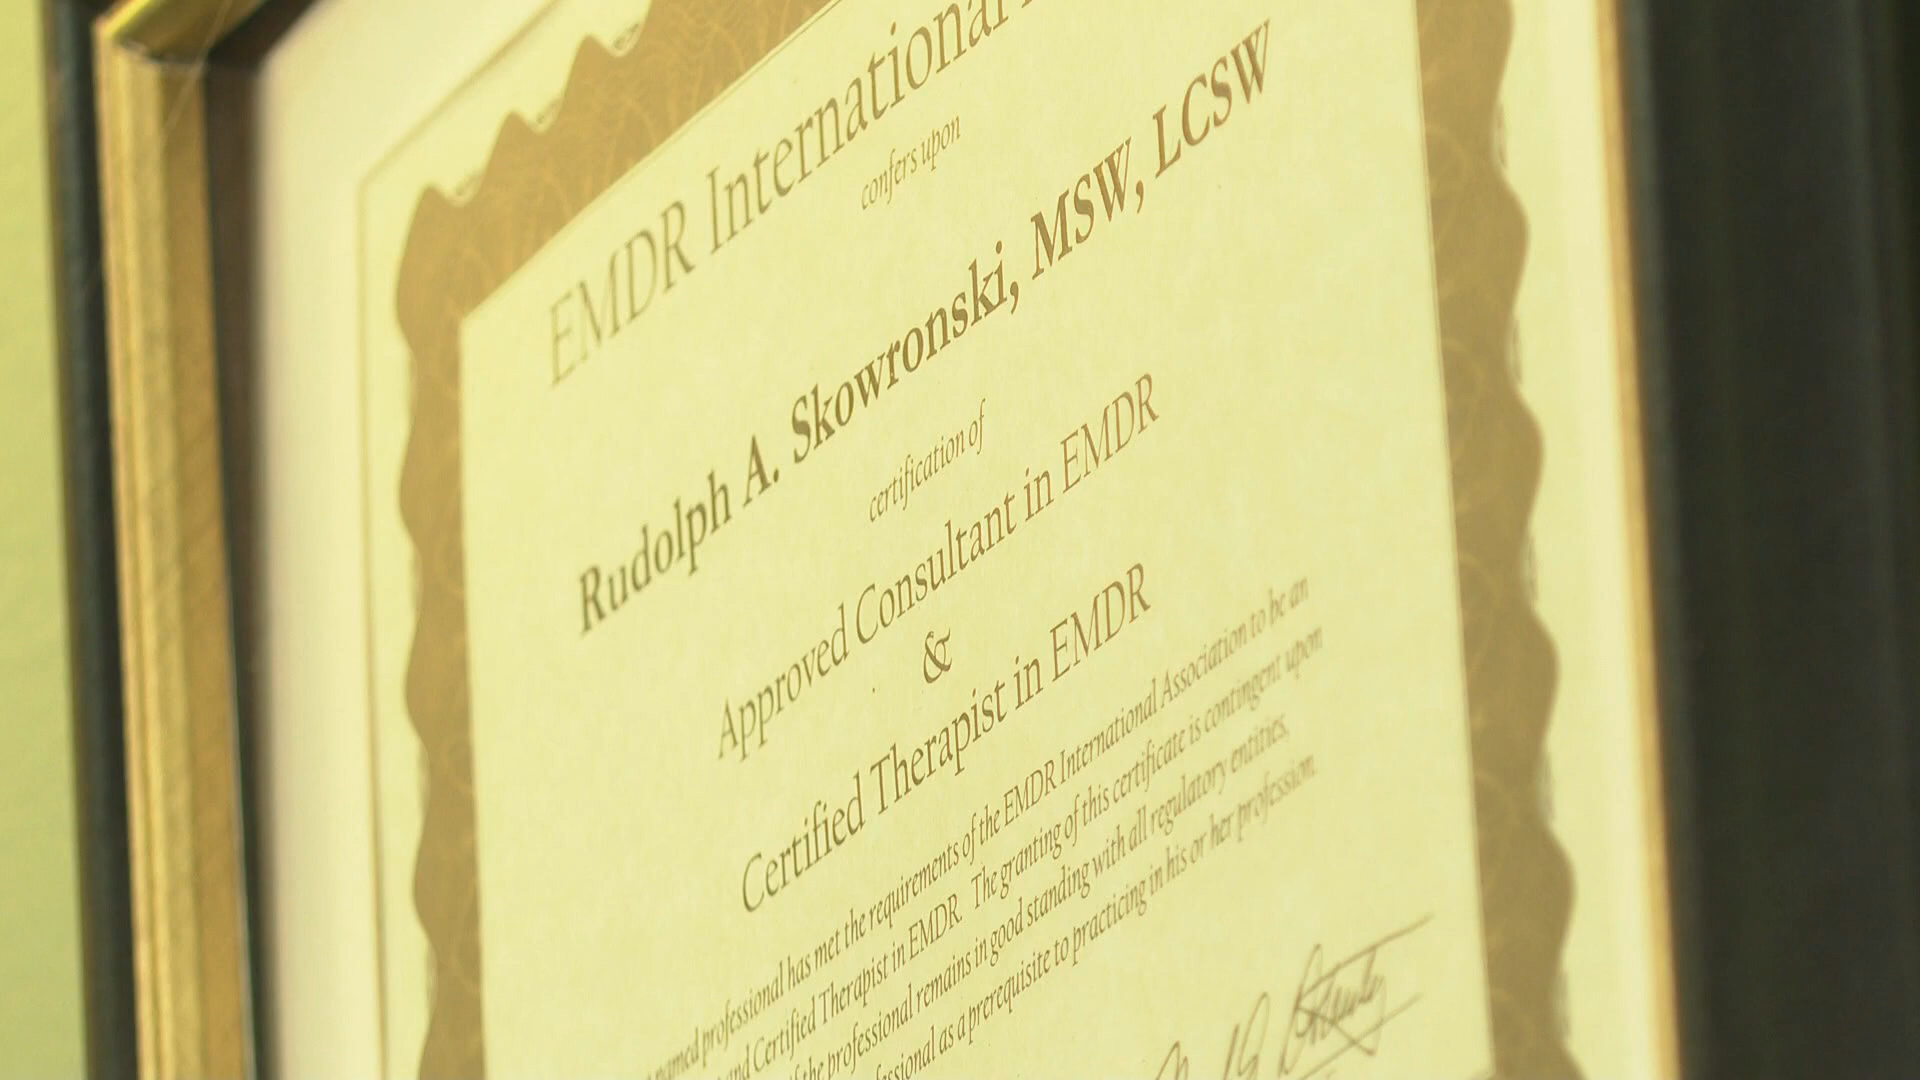 EMDR International
confers upon
Rudolph A. Skowronski, MSW, LCSW
certification of
Approved Consultant in EMDR
&
Certified Therapist in EMDR
named professional has met the requirements of the EMDR International Association to be an
and Certified Therapist in EMDR. The granting of this certificate is contingent upon
the professional remains in good standing with all regulatory entities,
as a prerequisite to practicing in his or her profession.